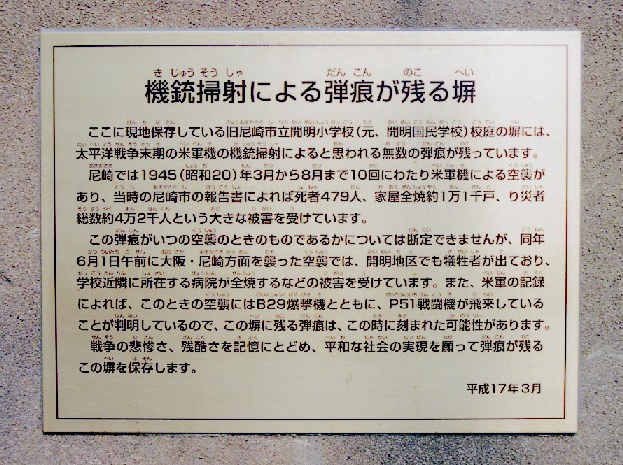 機銃掃射による弾痕が残る塀
ここに現地保存している旧尼崎市立開明小学校(元、開明国民学校)校庭の塀には、
太平洋戦争末期の米軍機の機銃掃射によると思われる無数の弾痕が残っています。
尼崎では1945(昭和20)年3月から8月まで10回にわたり米軍機による空襲が
あり、当時の尼崎市の報告書によれば死者479人、家屋全焼約1万1千戸、り災者
総数約4万2千人という大きな被害を受けています。
この弾痕がいつの空襲のときのものであるかについては断定できませんが、同年
6月1日午前に大阪・尼崎方面を襲った空襲では、開明地区でも犠牲者が出ており、
学校近隣に所在する病院が全焼するなどの被害を受けています。また、米軍の記録
によれば、このときの空襲にはB29爆撃機とともに、P51戦闘機が飛来している
ことが判明しているので、この塀に残る弾痕は、この時に刻まれた可能性があります。
戦争の悲惨さ、残酷さを記憶にとどめ、平和な社会の実現を願って弾痕が残る
この塀を保存します。
平成17年3月